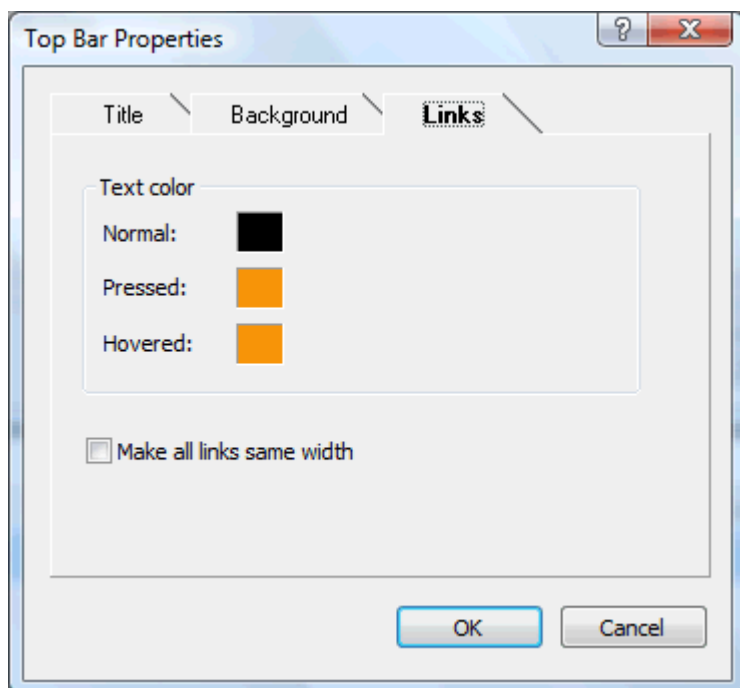 Top Bar Properties
?
Title Background Links
Text color
Normal:
Pressed:
Hovered:
Make all links same width
OK Cancel